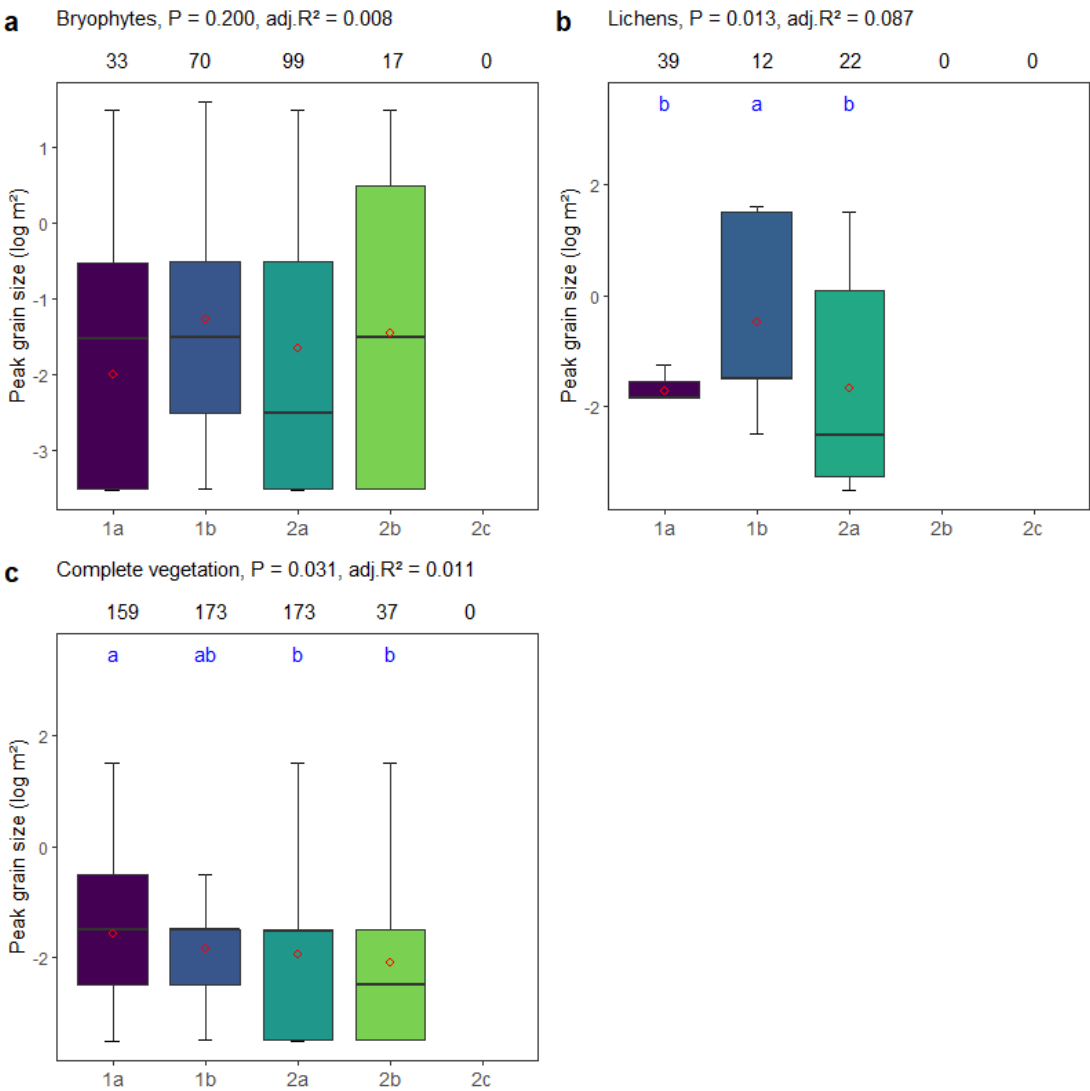 a Bryophytes, P = 0.200, adj.R² = 0.008
33 70 99 17 0
Peak grain size (log m²)
1
0
-1
-2
-3
1a 1b 2a 2b 2c
b Lichens, P = 0.013, adj.R² = 0.087
39 12 22 0 0
b a b
Peak grain size (log m²)
2
0
-2
1a 1b 2a 2b 2c
c Complete vegetation, P = 0.031, adj.R² = 0.011
159 173 173 37 0
a ab b b
Peak grain size (log m²)
2
0
-2
1a 1b 2a 2b 2c